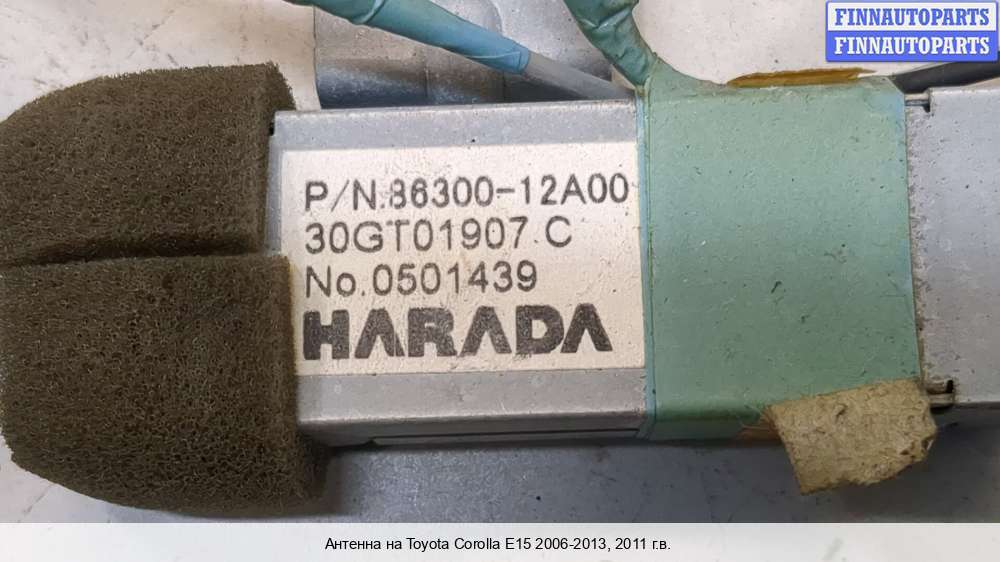 FINNAUTOPARTS
FINNAUTOPARTS
P/N.86300-12A00
30GT01907 C
No.0501439
HARADA
Антенна на Toyota Corolla E15 2006-2013, 2011 г.в.